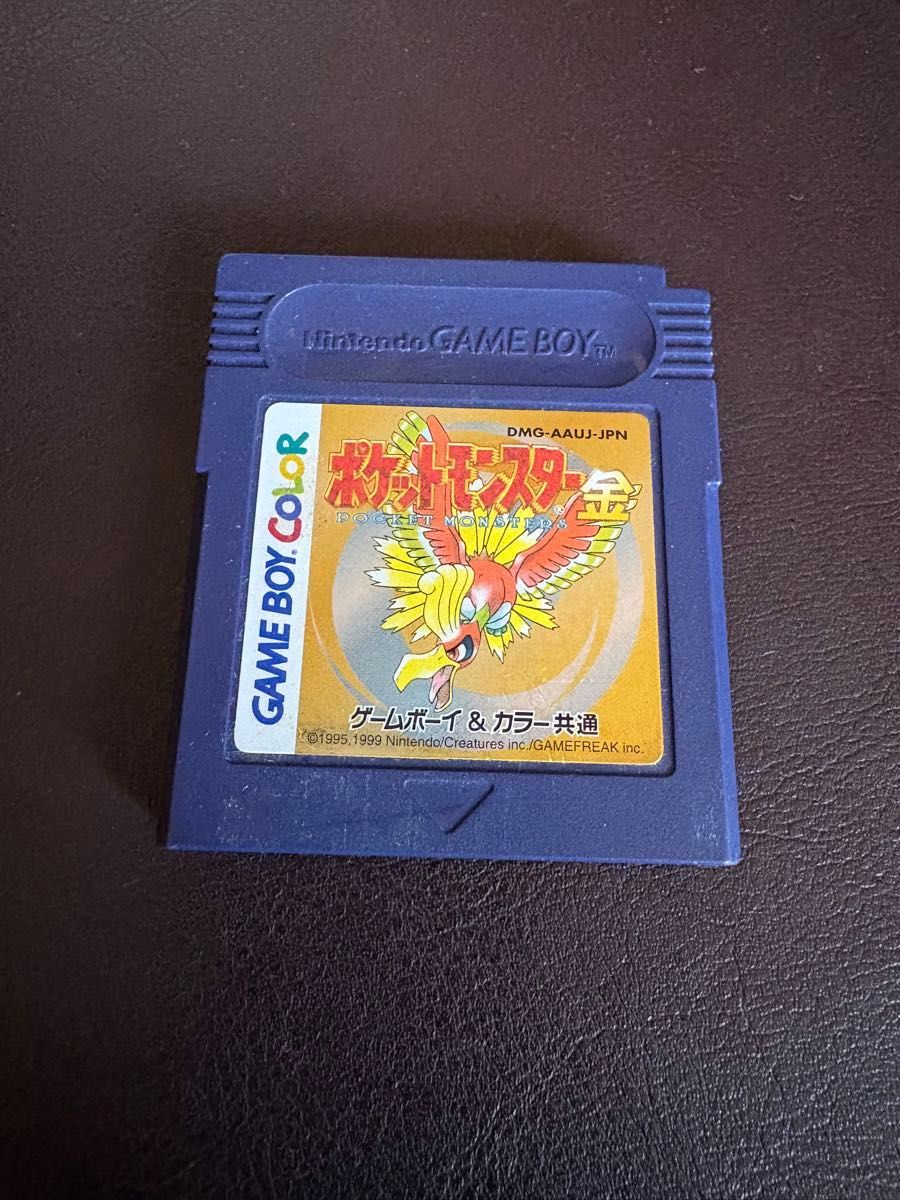 Nintendo GAME BOY TM
GAME BOY COLOR
DMG-AAUJ-JPN
ポケットモンスター金
POCKET MONSTERS ®
ゲームボーイ & カラー共通
©1995,1999 Nintendo/Creatures inc./GAMEFREAK inc.